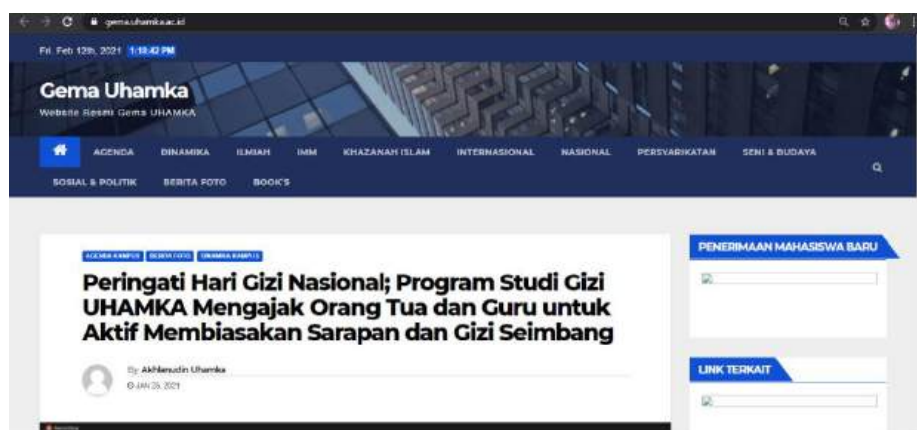 gema.uhamka.ac.id
Fri. Feb 12th, 2021 1:18:42 PM
Gema Uhamka
Website Resmi Gema UHAMKA
AGENDA DINAMIKA ILMIAH IMM KHAZANAH ISLAM INTERNASIONAL NASIONAL PERSYARIKATAN SENI & BUDAYA
SOSIAL & POLITIK BERITA FOTO BOOK'S
AGENDA KAMPUS BERITA FOTO DINAMIKA KAMPUS
Peringati Hari Gizi Nasional; Program Studi Gizi
UHAMKA Mengajak Orang Tua dan Guru untuk
Aktif Membiasakan Sarapan dan Gizi Seimbang
By Akhlanudin Uhamka
JAN 25, 2021
PENERIMAAN MAHASISWA BARU
LINK TERKAIT